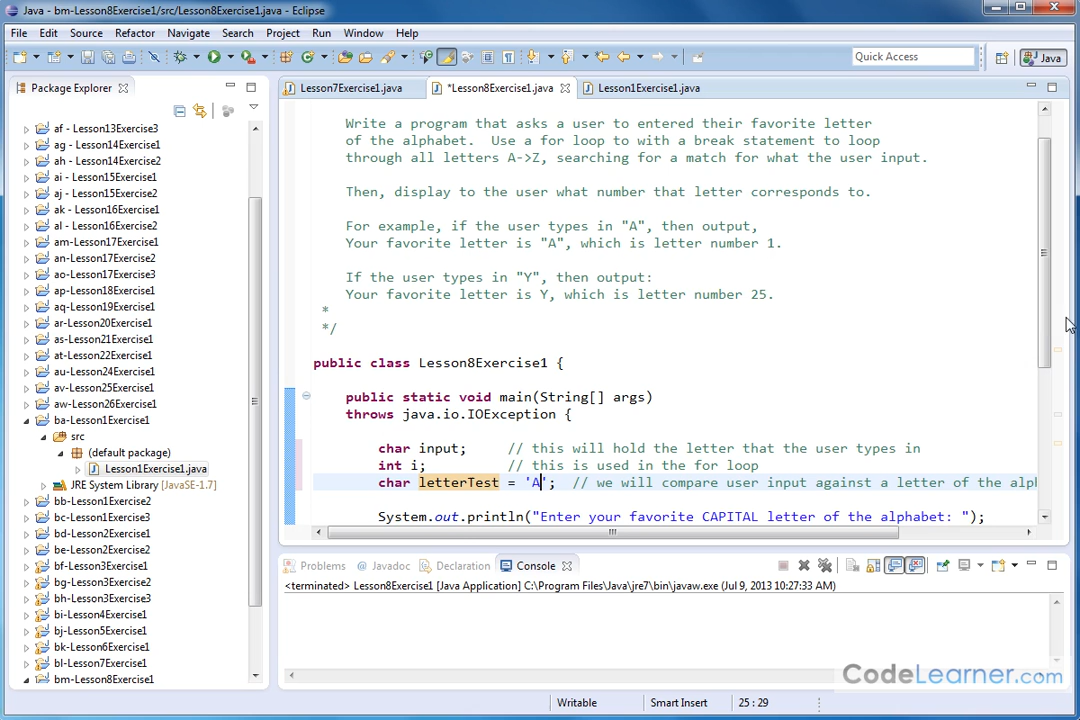 Java - bm-Lesson8Exercise1/src/Lesson8Exercise1.java - Eclipse
File Edit Source Refactor Navigate Search Project Run Window Help
Quick Access
Java
Package Explorer
Lesson7Exercise1.java
*Lesson8Exercise1.java
Lesson1Exercise1.java
af - Lesson13Exercise3
ag - Lesson14Exercise1
ah - Lesson14Exercise2
ai - Lesson15Exercise1
aj - Lesson15Exercise2
ak - Lesson16Exercise1
al - Lesson16Exercise2
am-Lesson17Exercise1
an-Lesson17Exercise2
ao-Lesson17Exercise3
ap-Lesson18Exercise1
aq-Lesson19Exercise1
ar-Lesson20Exercise1
as-Lesson21Exercise1
at-Lesson22Exercise1
au-Lesson24Exercise1
av-Lesson25Exercise1
aw-Lesson26Exercise1
ba-Lesson1Exercise1
src
(default package)
Lesson1Exercise1.java
JRE System Library [JavaSE-1.7]
bb-Lesson1Exercise2
bc-Lesson1Exercise3
bd-Lesson2Exercise1
be-Lesson2Exercise2
bf-Lesson3Exercise1
bg-Lesson3Exercise2
bh-Lesson3Exercise3
bi-Lesson4Exercise1
bj-Lesson5Exercise1
bk-Lesson6Exercise1
bl-Lesson7Exercise1
bm-Lesson8Exercise1
Write a program that asks a user to entered their favorite letter
of the alphabet.  Use a for loop to with a break statement to loop
through all letters A->Z, searching for a match for what the user input.
Then, display to the user what number that letter corresponds to.
For example, if the user types in "A", then output,
Your favorite letter is "A", which is letter number 1.
If the user types in "Y", then output:
Your favorite letter is Y, which is letter number 25.
*
*/
public class Lesson8Exercise1 {
public static void main(String[] args)
throws java.io.IOException {
char input;     // this will hold the letter that the user types in
int i;          // this is used in the for loop
char letterTest = 'A';  // we will compare user input against a letter of the alph
System.out.println("Enter your favorite CAPITAL letter of the alphabet: ");
Problems @ Javadoc Declaration Console
<terminated> Lesson8Exercise1 [Java Application] C:\Program Files\Java\jre7\bin\javaw.exe (Jul 9, 2013 10:27:33 AM)
CodeLearner.com
Writable Smart Insert 25 : 29